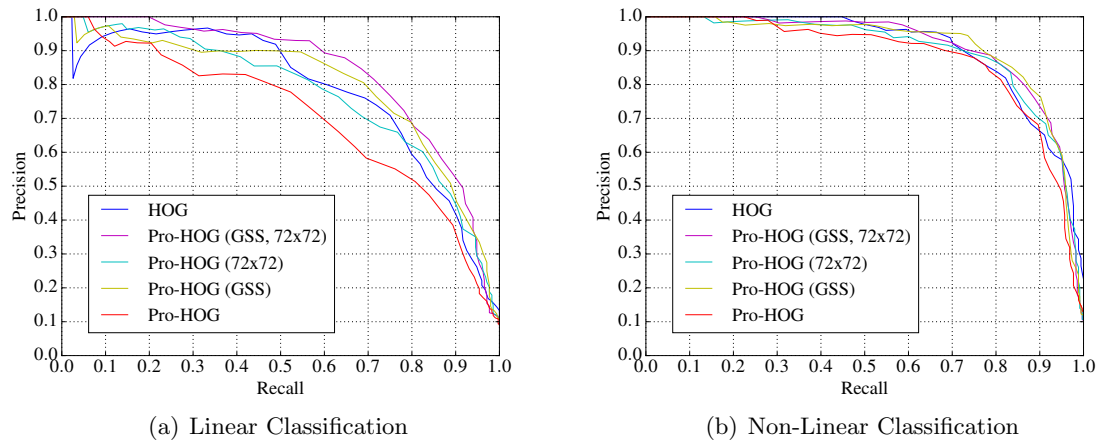 1.0
0.9
0.8
0.7
0.6
0.5
0.4
0.3
0.2
0.1
0.0
Precision
HOG
Pro-HOG (GSS, 72x72)
Pro-HOG (72x72)
Pro-HOG (GSS)
Pro-HOG
0.0 0.1 0.2 0.3 0.4 0.5 0.6 0.7 0.8 0.9 1.0
Recall
(a) Linear Classification
1.0
0.9
0.8
0.7
0.6
0.5
0.4
0.3
0.2
0.1
0.0
Precision
HOG
Pro-HOG (GSS, 72x72)
Pro-HOG (72x72)
Pro-HOG (GSS)
Pro-HOG
0.0 0.1 0.2 0.3 0.4 0.5 0.6 0.7 0.8 0.9 1.0
Recall
(b) Non-Linear Classification